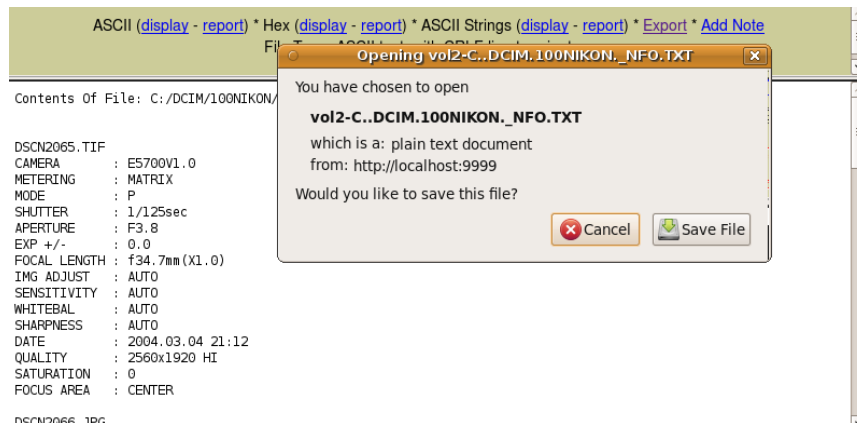 ASCII (display - report) * Hex (display - report) * ASCII Strings (display - report) * Export * Add Note
Opening vol2-C..DCIM.100NIKON._NFO.TXT
You have chosen to open
vol2-C..DCIM.100NIKON._NFO.TXT
which is a: plain text document
from: http://localhost:9999
Would you like to save this file?
Cancel
Save File
Contents Of File: C:/DCIM/100NIKON/
DSCN2065.TIF
CAMERA : E5700V1.0
METERING : MATRIX
MODE : P
SHUTTER : 1/125sec
APERTURE : F3.8
EXP +/- : 0.0
FOCAL LENGTH : f34.7mm(X1.0)
IMG ADJUST : AUTO
SENSITIVITY : AUTO
WHITEBAL : AUTO
SHARPNESS : AUTO
DATE : 2004.03.04 21:12
QUALITY : 2560x1920 HI
SATURATION : 0
FOCUS AREA : CENTER
DSCN2066.JPG